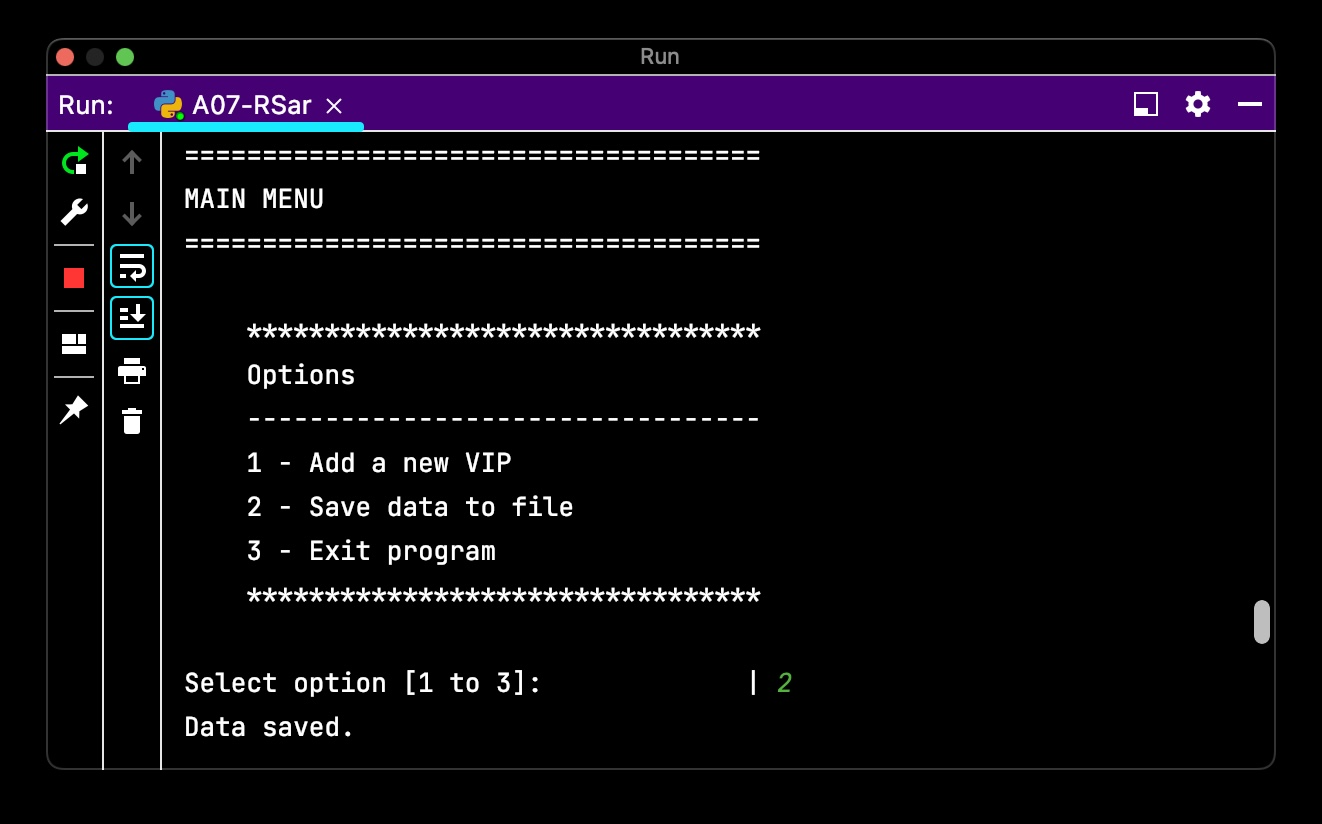 Run
Run: A07-RSar ×
=====================================
MAIN MENU
=====================================
*********************************
Options
---------------------------------
1 - Add a new VIP
2 - Save data to file
3 - Exit program
*********************************
Select option [1 to 3]:             | 2
Data saved.